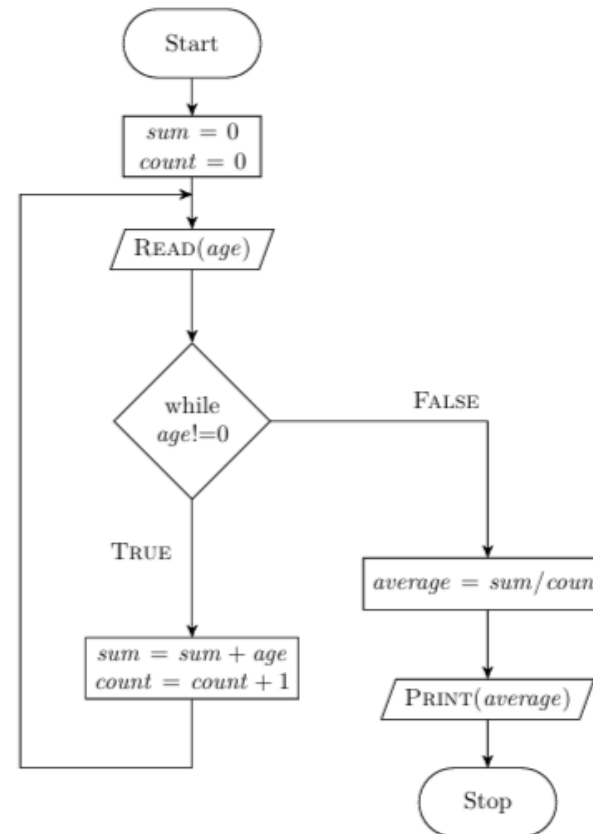 Start
sum = 0
count = 0
READ(age)
while
age!=0
FALSE
TRUE
average = sum/coun
sum = sum + age
count = count + 1
PRINT(average)
Stop